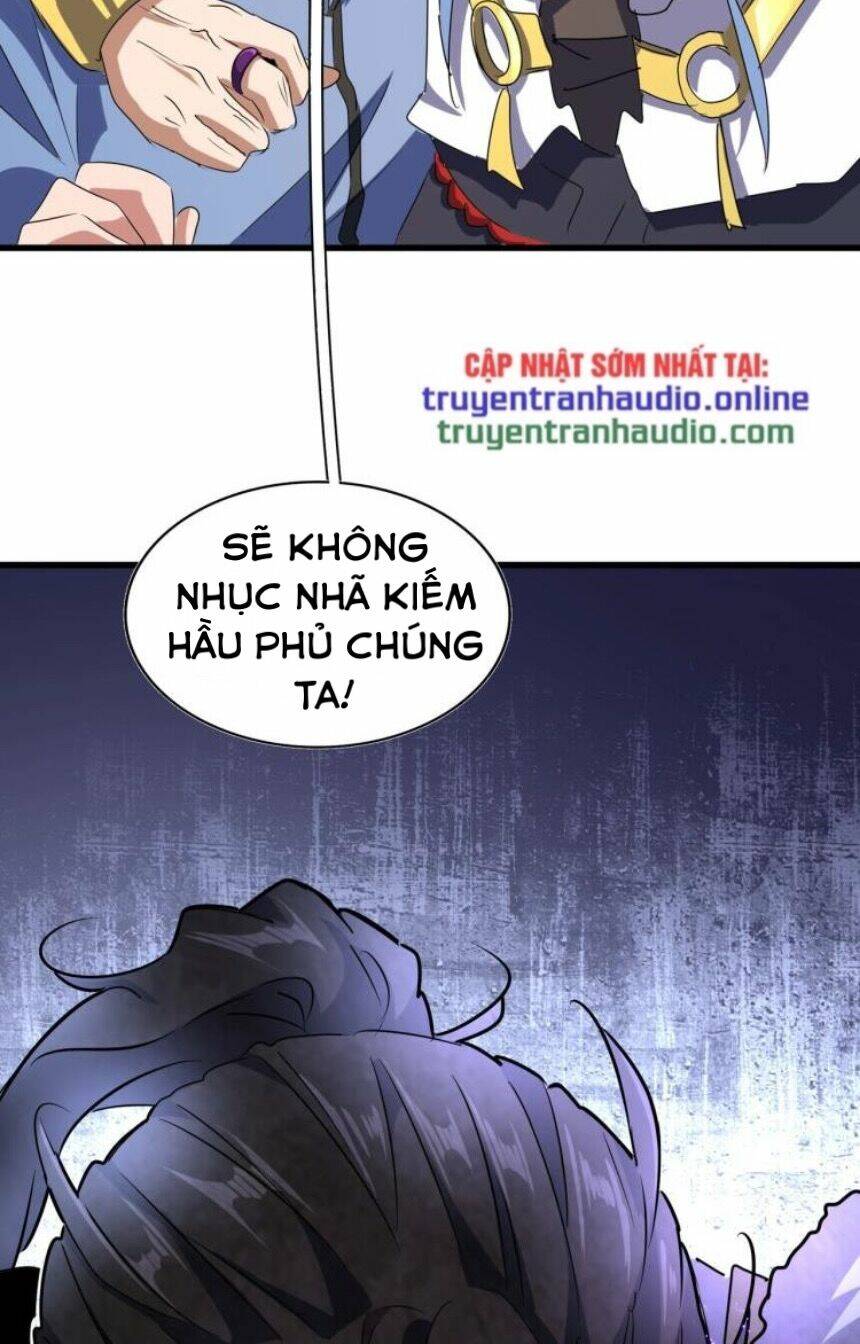 CẬP NHẬT SỚM NHẤT TẠI:
truyentranhaudio.online
truyentranhaudio.com
SẼ KHÔNG
NHỤC NHÃ KIẾM
HẦU PHỦ CHÚNG
TA!